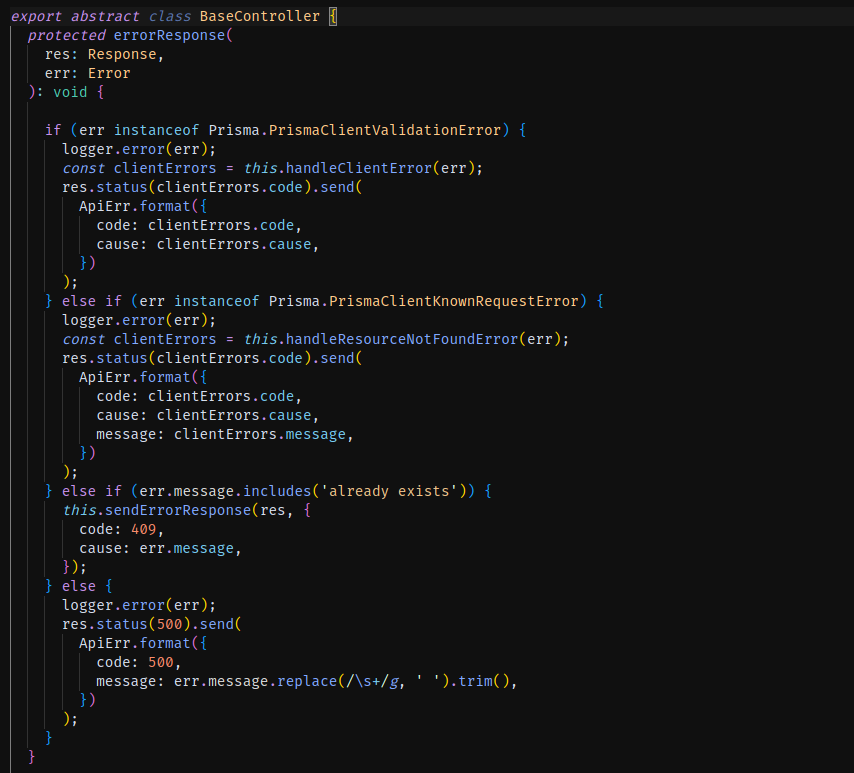 export abstract class BaseController {
  protected errorResponse(
    res: Response,
    err: Error
  ): void {

    if (err instanceof Prisma.PrismaClientValidationError) {
      logger.error(err);
      const clientErrors = this.handleClientError(err);
      res.status(clientErrors.code).send(
        ApiErr.format({
          code: clientErrors.code,
          cause: clientErrors.cause,
        })
      );
    } else if (err instanceof Prisma.PrismaClientKnownRequestError) {
      logger.error(err);
      const clientErrors = this.handleResourceNotFoundError(err);
      res.status(clientErrors.code).send(
        ApiErr.format({
          code: clientErrors.code,
          cause: clientErrors.cause,
          message: clientErrors.message,
        })
      );
    } else if (err.message.includes('already exists')) {
      this.sendErrorResponse(res, {
        code: 409,
        cause: err.message,
      });
    } else {
      logger.error(err);
      res.status(500).send(
        ApiErr.format({
          code: 500,
          message: err.message.replace(/\s+/g, ' ').trim(),
        })
      );
    }
  }